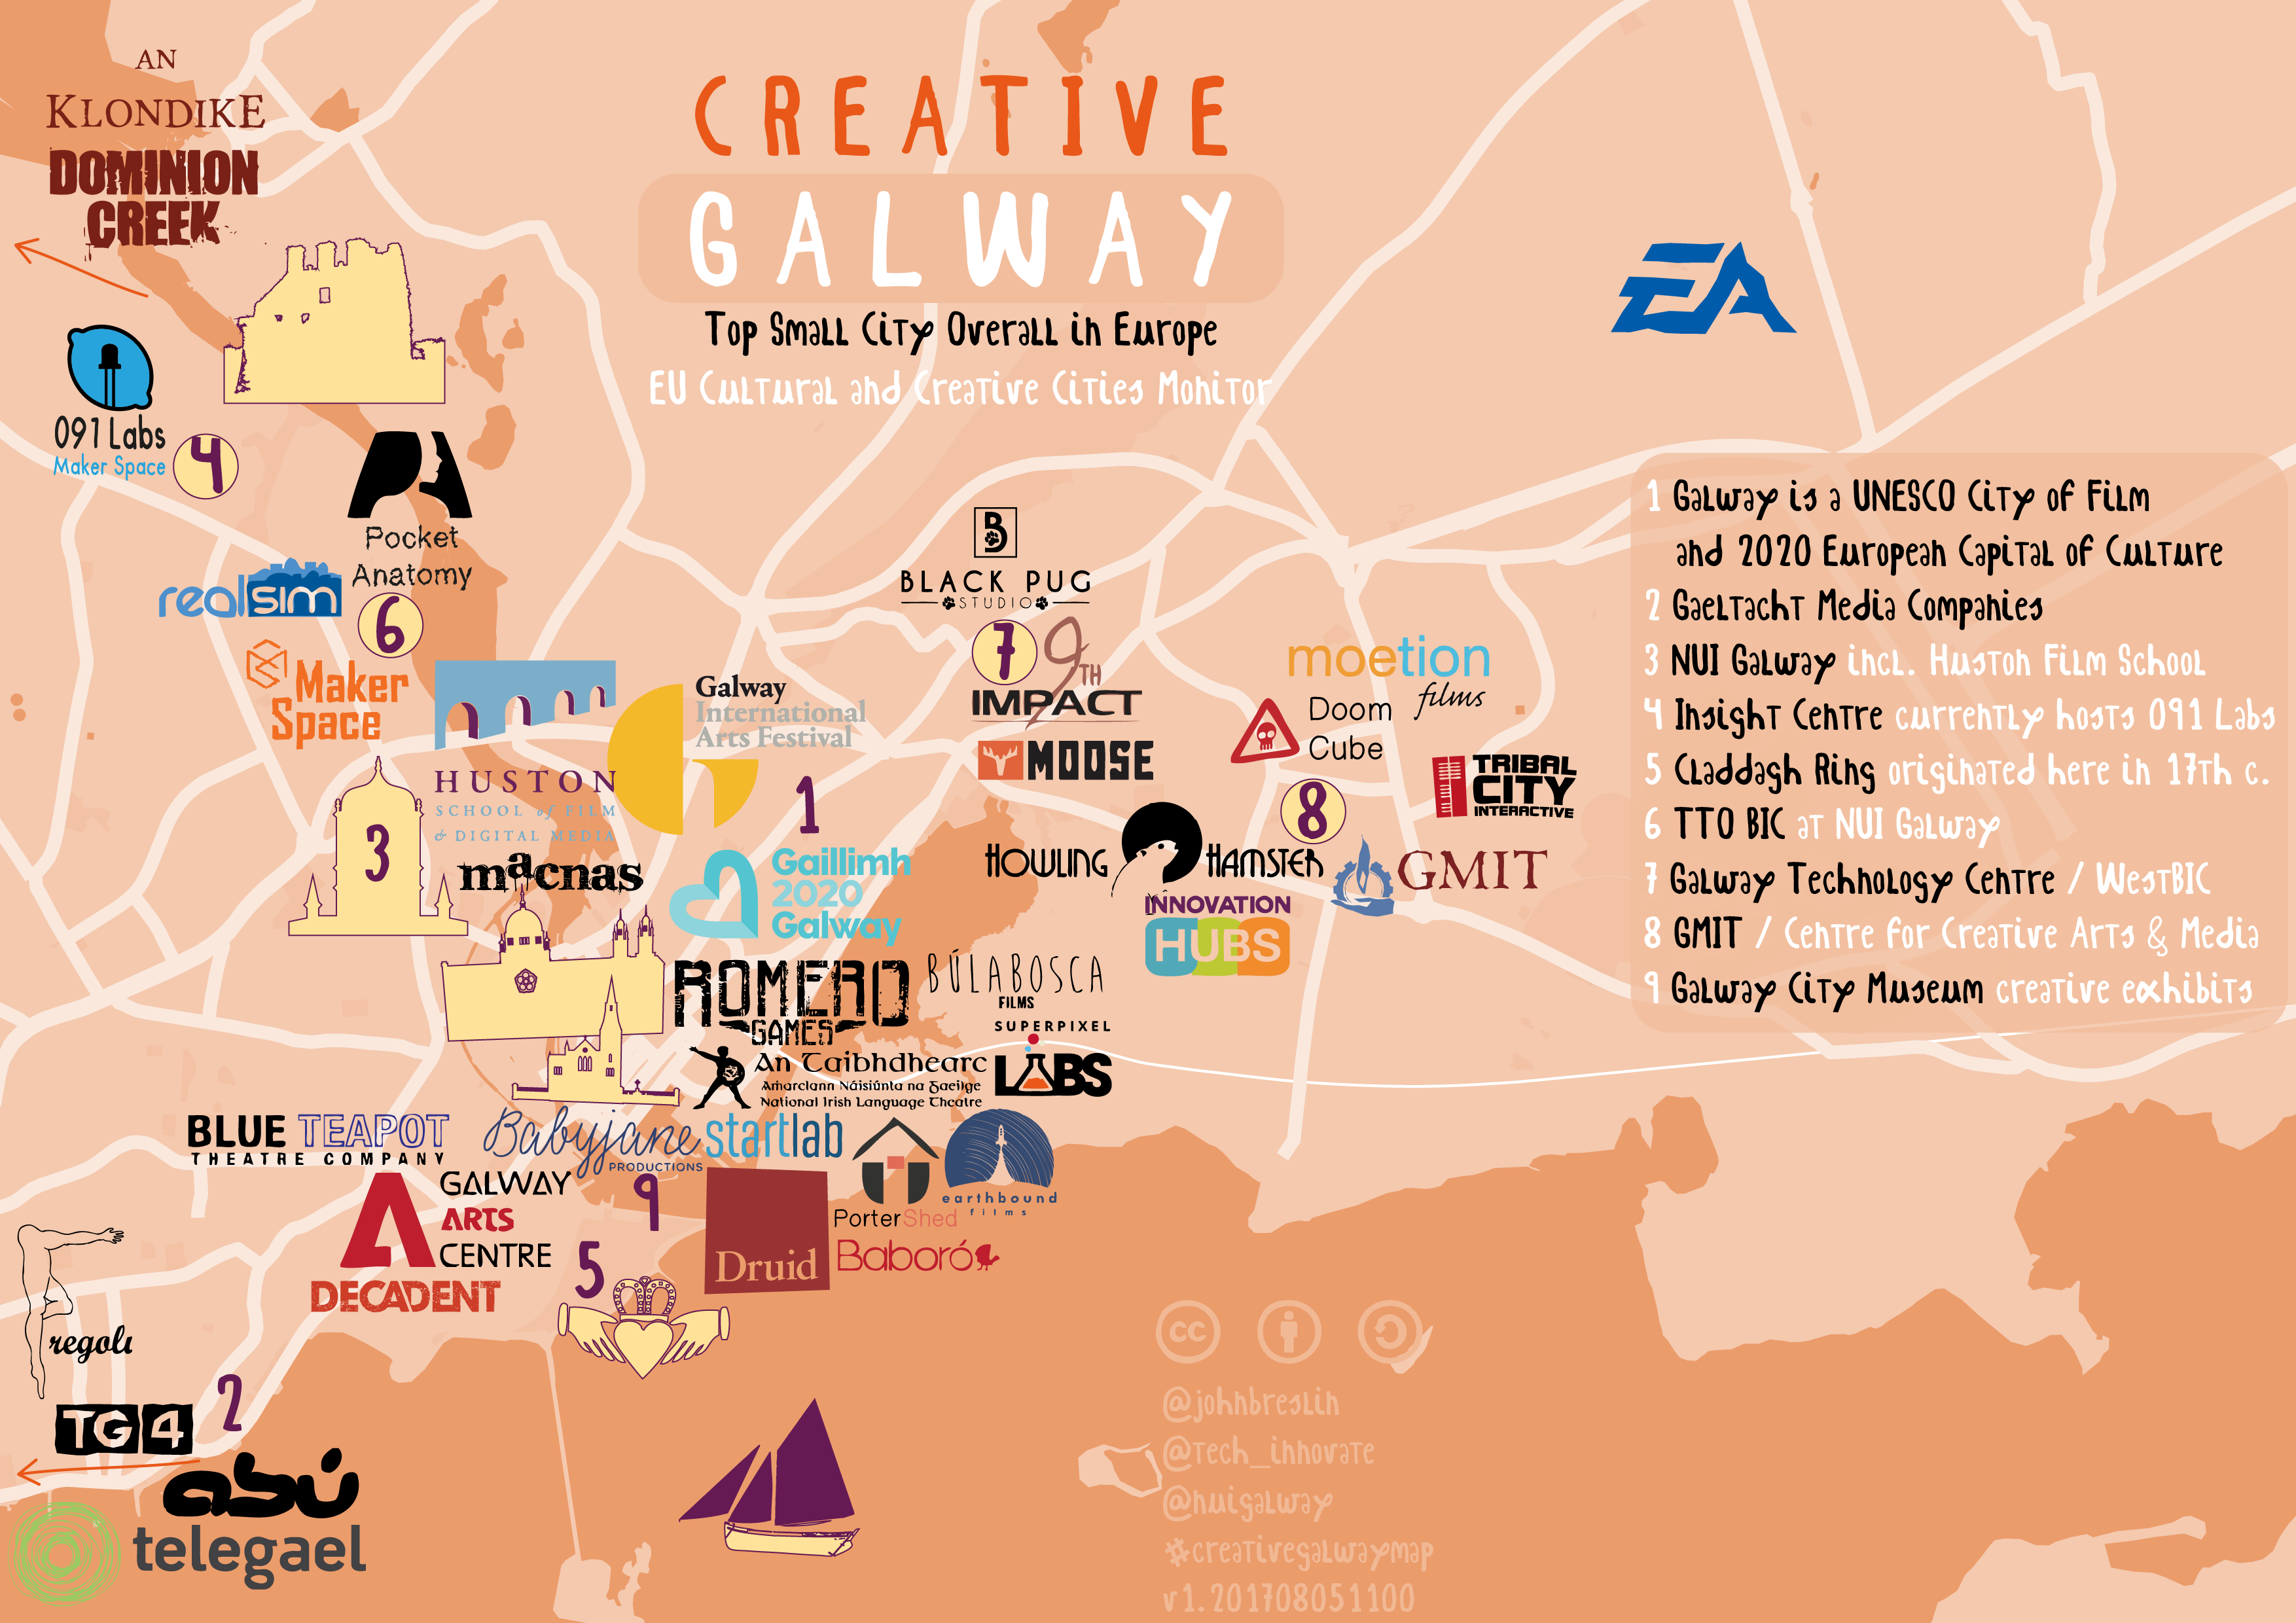 CREATIVE
GALWAY
Top Small City Overall in Europe
EU Cultural and Creative Cities Monitor
AN
KLONDIKE
DOMINION
CREEK
091 Labs
Maker Space
4
Pocket
Anatomy
realsim
6
Maker
Space
HUSTON
SCHOOL of FILM
& DIGITAL MEDIA
3
macnas
Galway
International
Arts Festival
1
Gaillimh
2020
Galway
B
BLACK PUG
STUDIO
7
9TH
IMPACT
MOOSE
moetion
films
Doom
Cube
TRIBAL
CITY
INTERACTIVE
8
HOWLING HAMSTER
GMIT
INNOVATION
HUBS
EA
ROMERO
GAMES
BÚLABOSCA
FILMS
SUPERPIXEL
LABS
An Taibhdhearc
Amharclann Náisiúnta na Gaeilge
National Irish Language Theatre
BLUE TEAPOT
THEATRE COMPANY
Babyjane
PRODUCTIONS
startlab
PorterShed
earthbound
films
GALWAY
ARTS
CENTRE
DECADENT
9
5
Druid
Baboró
Fregoli
TG4
2
abú
telegael
1 Galway is a UNESCO City of Film
and 2020 European Capital of Culture
2 Gaeltacht Media Companies
3 NUI Galway incl. Huston Film School
4 Insight Centre currently hosts 091 Labs
5 Claddagh Ring originated here in 17th c.
6 TTO BIC at NUI Galway
7 Galway Technology Centre / WestBIC
8 GMIT / Centre for Creative Arts & Media
9 Galway City Museum creative exhibits
cc
@johnbreslin
@tech_innovate
@nuigalway
#creativegalwaymap
v1.201708051100